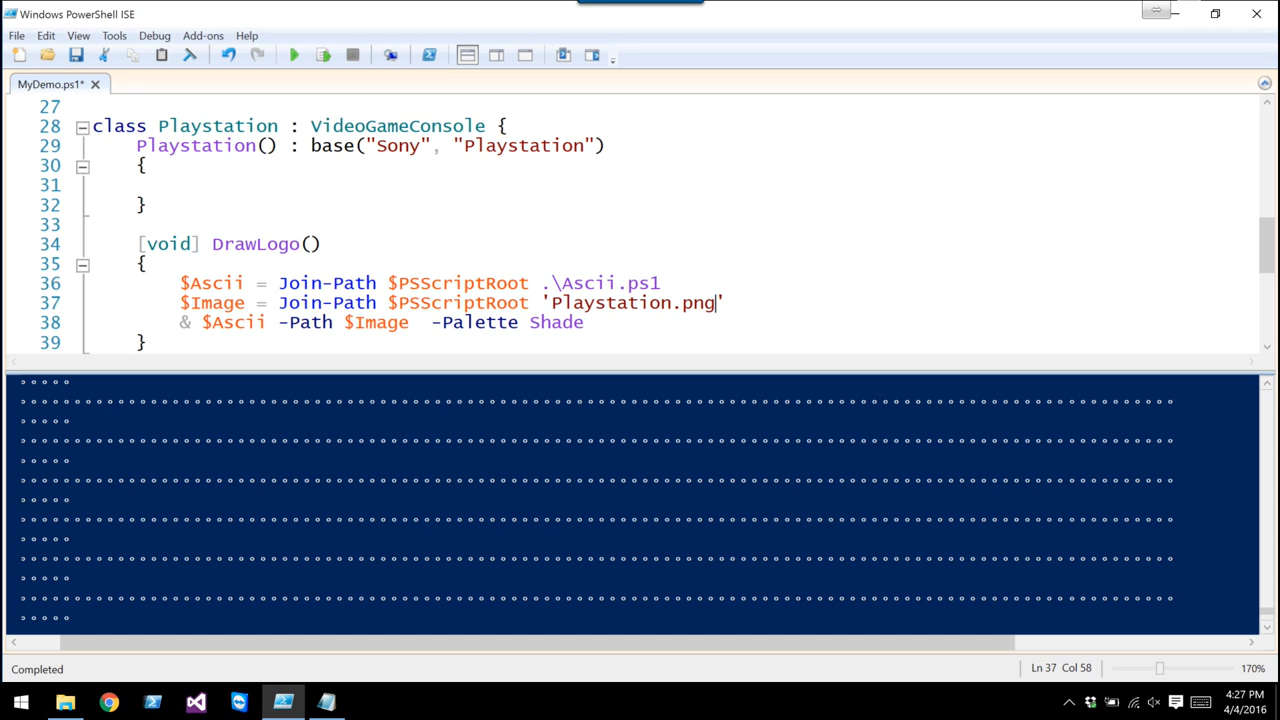 Windows PowerShell ISE
File Edit View Tools Debug Add-ons Help
MyDemo.ps1*
27
28 class Playstation : VideoGameConsole {
29 Playstation() : base("Sony", "Playstation")
30 {
31
32 }
33
34 [void] DrawLogo()
35 {
36 $Ascii = Join-Path $PSScriptRoot .\Ascii.ps1
37 $Image = Join-Path $PSScriptRoot 'Playstation.png'
38 & $Ascii -Path $Image  -Palette Shade
39 }
Completed
Ln 37 Col 58
170%
4:27 PM
4/4/2016